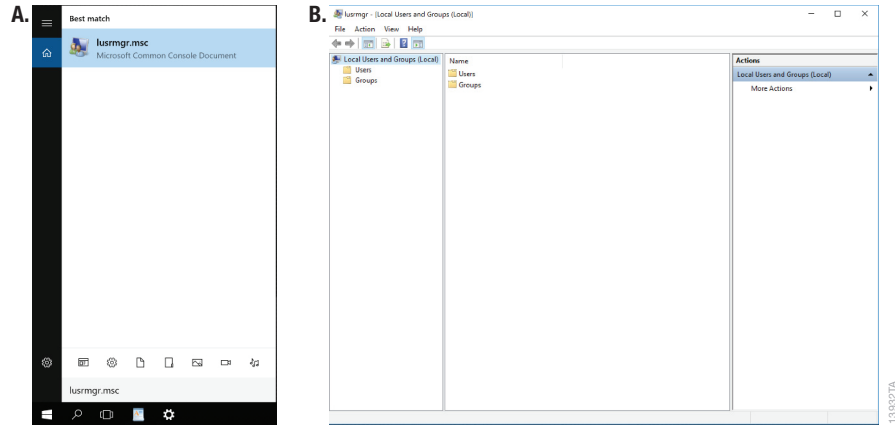 A.
Best match
lusrmgr.msc
Microsoft Common Console Document
lusrmgr.msc
B.
lusrmgr - [Local Users and Groups (Local)]
File Action View Help
Local Users and Groups (Local)
Users
Groups
Name
Users
Groups
Actions
Local Users and Groups (Local)
More Actions
13932TA